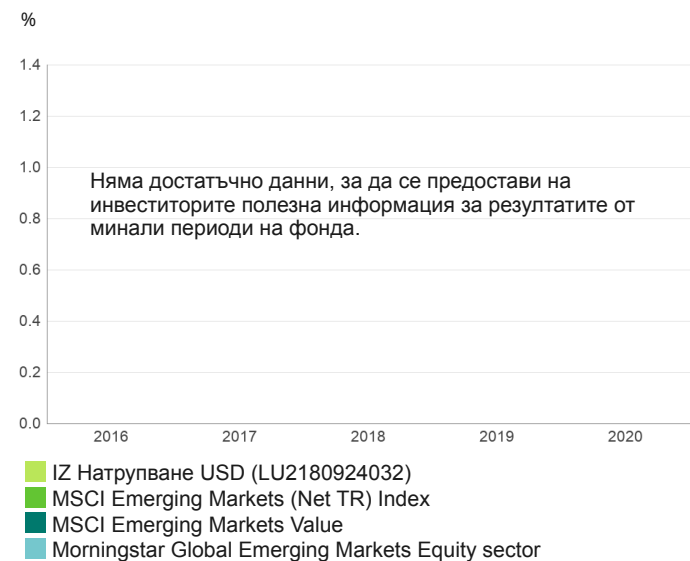 %
1.4
1.2
1.0
Няма достатъчно данни, за да се предостави на
инвеститорите полезна информация за резултатите от
минали периоди на фонда.
0.8
0.6
0.4
0.2
0.0
2016 2017 2018 2019 2020
IZ Натрупване USD (LU2180924032)
MSCI Emerging Markets (Net TR) Index
MSCI Emerging Markets Value
Morningstar Global Emerging Markets Equity sector